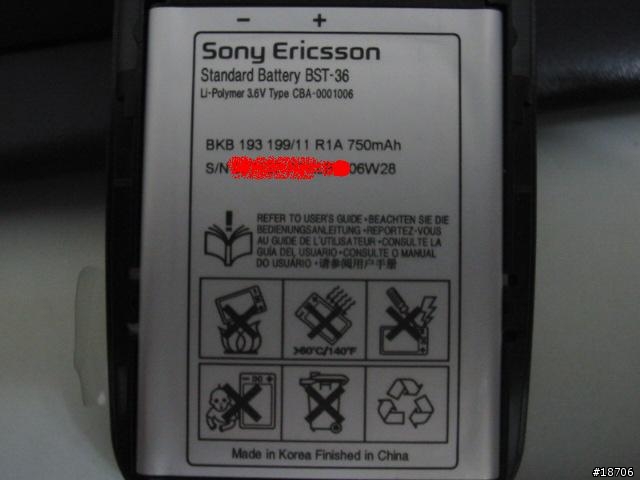 − +
Sony Ericsson
Standard Battery BST-36
Li-Polymer 3.6V Type CBA-0001006
BKB 193 199/11 R1A 750mAh
S/N 06W28
REFER TO USER'S GUIDE • BEACHTEN SIE DIE
BEDIENUNGSANLEITUNG • REPORTEZ-VOUS
AU GUIDE DE L'UTILISATEUR • CONSULTE LA
GUÍA DEL USUARIO • CONSULTE O MANUAL
DO USUÁRIO • 请参阅用户手册
>60°C/140°F
Made in Korea Finished in China
#18706